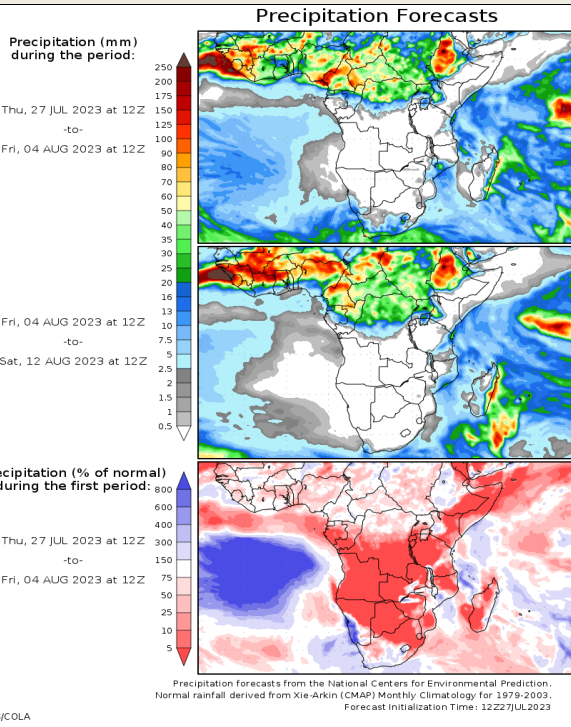 Precipitation Forecasts
Precipitation (mm)
during the period:
Thu, 27 JUL 2023 at 12Z
-to-
Fri, 04 AUG 2023 at 12Z
250
200
175
150
125
100
90
80
70
60
50
40
35
30
25
20
16
13
10
7.5
5
2.5
2
1.5
1
0.5
Fri, 04 AUG 2023 at 12Z
-to-
Sat, 12 AUG 2023 at 12Z
ecipitation (% of normal)
during the first period:
800
600
400
300
150
75
50
25
10
5
Thu, 27 JUL 2023 at 12Z
-to-
Fri, 04 AUG 2023 at 12Z
Precipitation forecasts from the National Centers for Environmental Prediction.
Normal rainfall derived from Xie-Arkin (CMAP) Monthly Climatology for 1979-2003.
Forecast Initialization Time: 12Z27JUL2023
/COLA